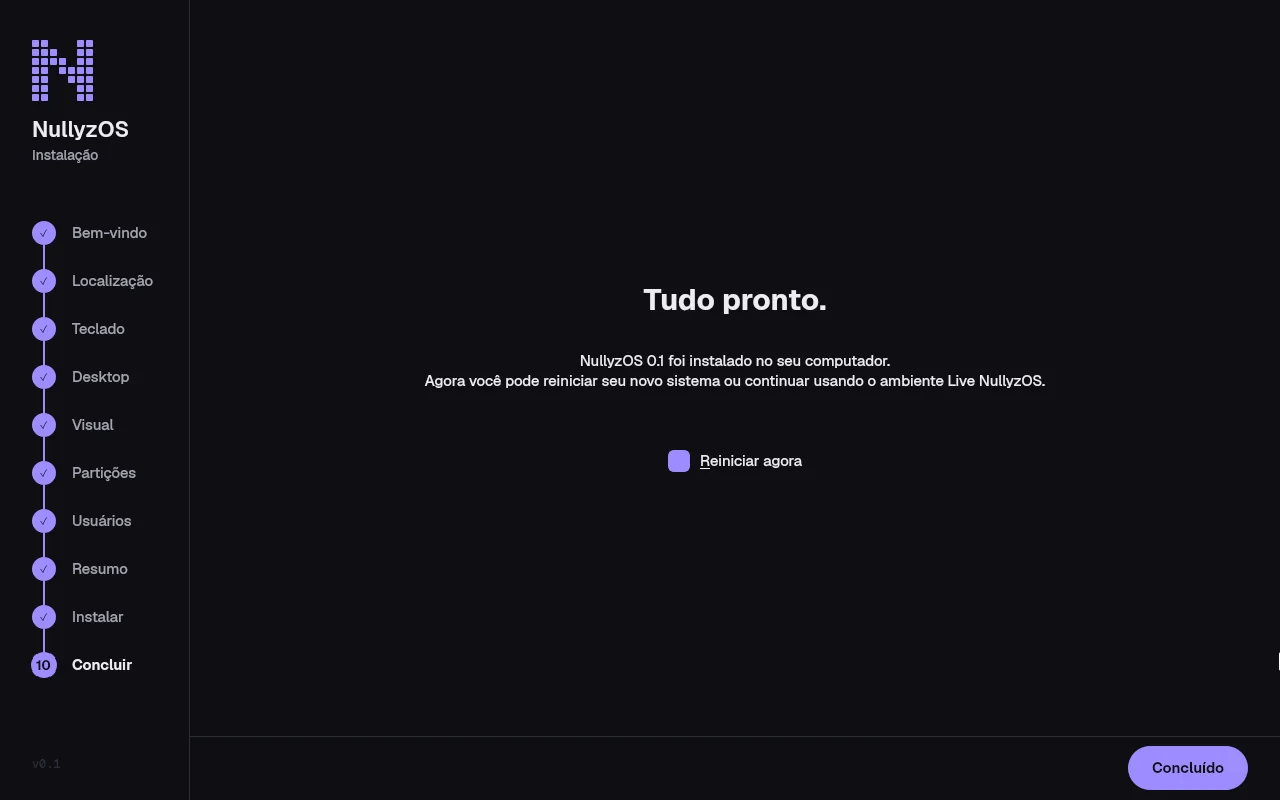 NullyzOS
Instalação
✓ Bem-vindo
✓ Localização
✓ Teclado
✓ Desktop
✓ Visual
✓ Partições
✓ Usuários
✓ Resumo
✓ Instalar
10 Concluir
v0.1
Tudo pronto.
NullyzOS 0.1 foi instalado no seu computador.
Agora você pode reiniciar seu novo sistema ou continuar usando o ambiente Live NullyzOS.
Reiniciar agora
Concluído